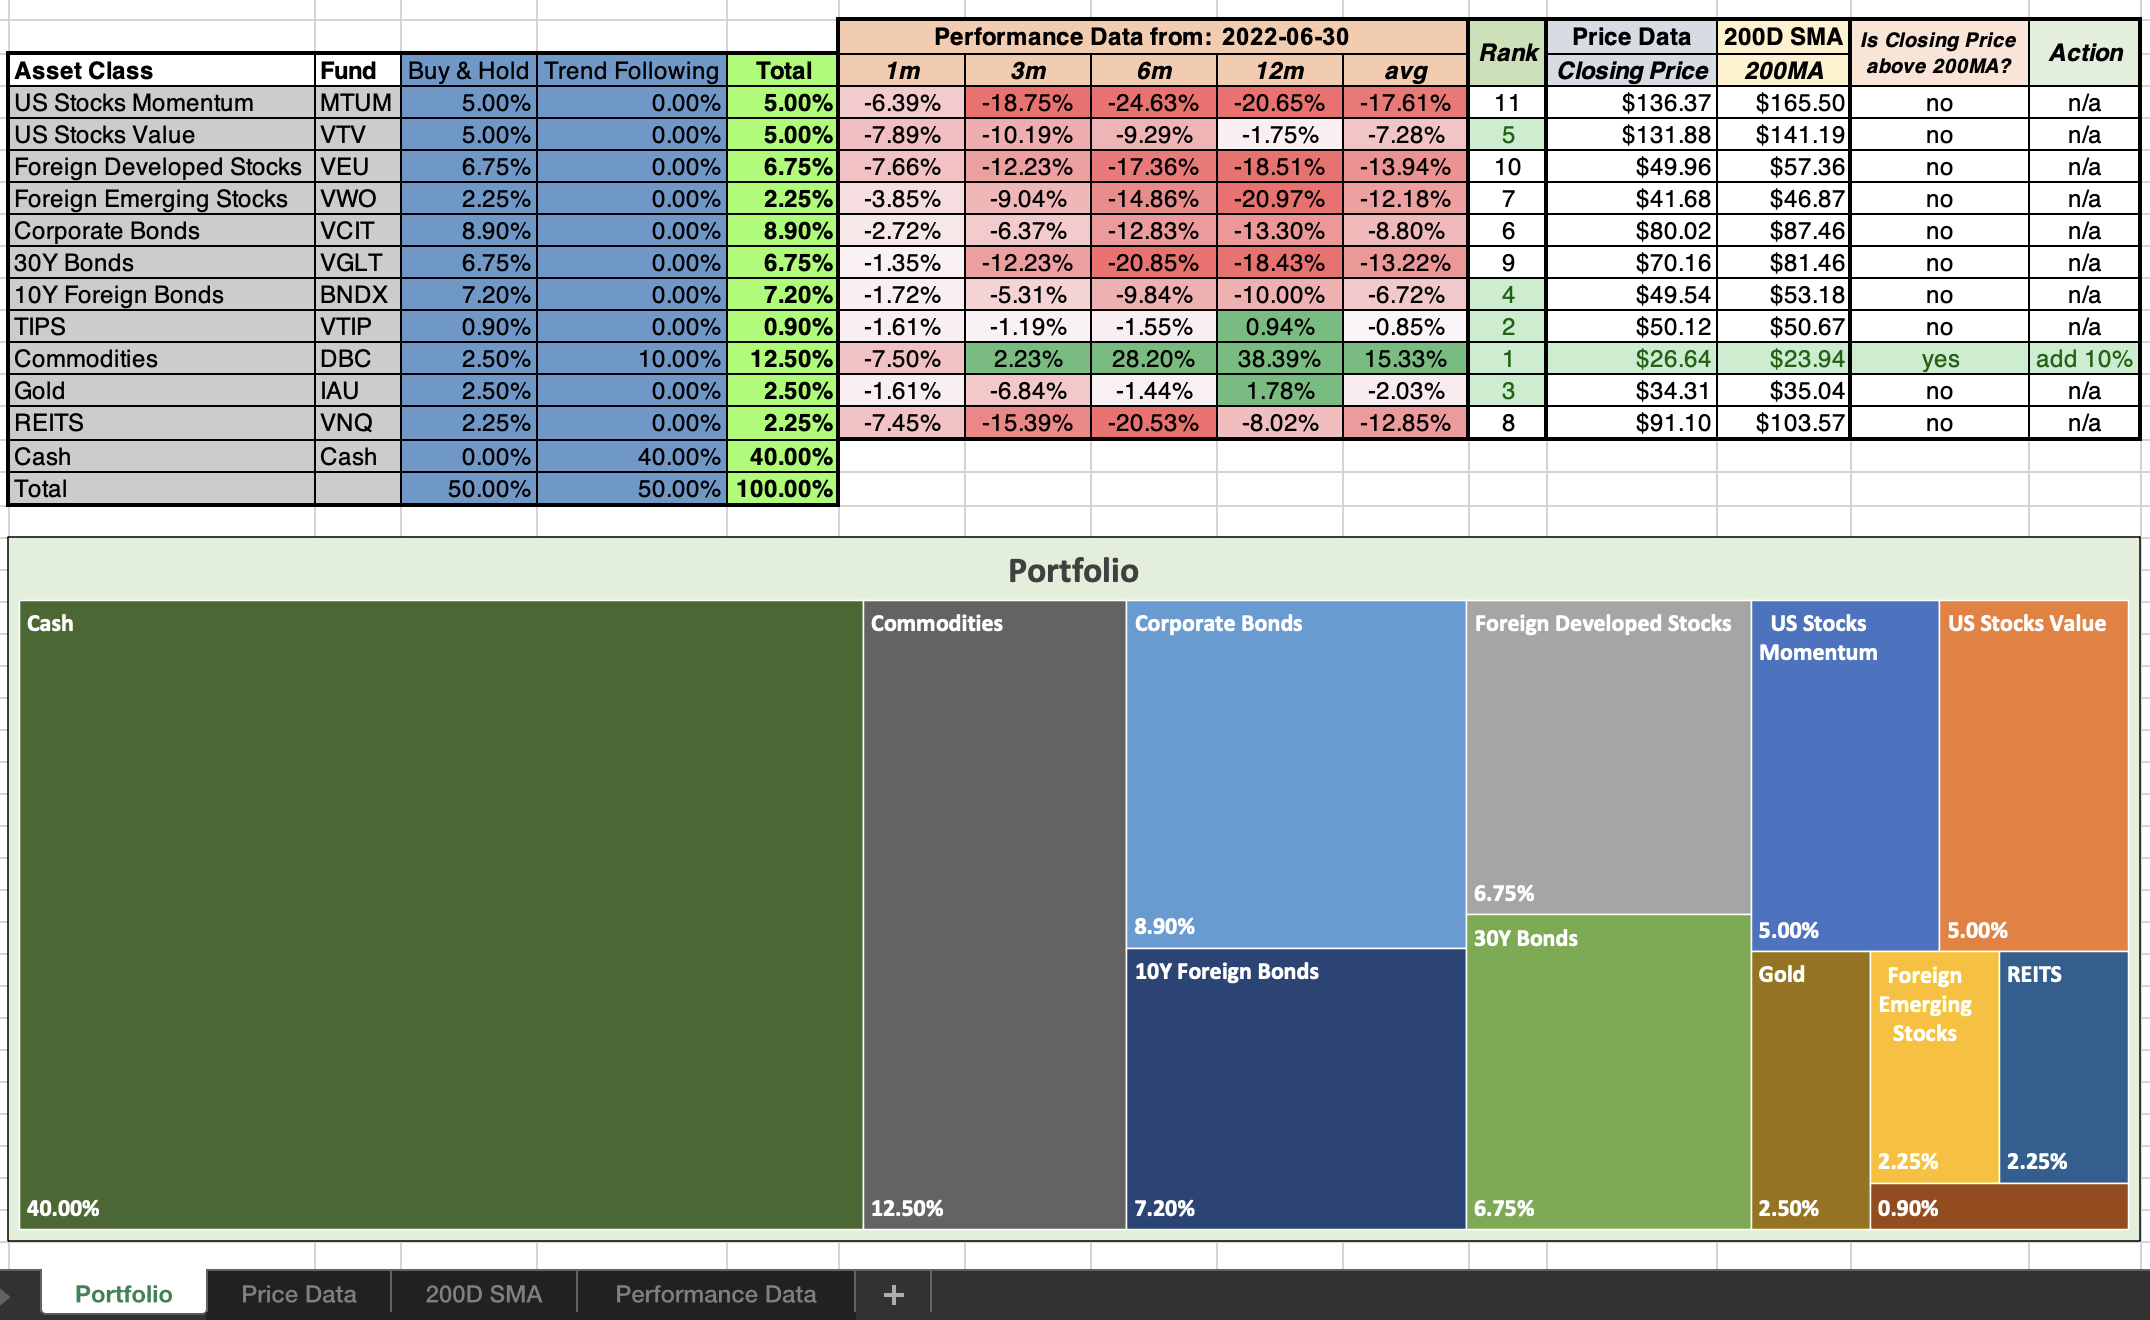 Performance Data from: 2022-06-30 Rank Price Data 200D SMA Is Closing Price above 200MA? Action
Asset Class Fund Buy & Hold Trend Following Total 1m 3m 6m 12m avg Closing Price 200MA
US Stocks Momentum MTUM 5.00% 0.00% 5.00% -6.39% -18.75% -24.63% -20.65% -17.61% 11 $136.37 $165.50 no n/a
US Stocks Value VTV 5.00% 0.00% 5.00% -7.89% -10.19% -9.29% -1.75% -7.28% 5 $131.88 $141.19 no n/a
Foreign Developed Stocks VEU 6.75% 0.00% 6.75% -7.66% -12.23% -17.36% -18.51% -13.94% 10 $49.96 $57.36 no n/a
Foreign Emerging Stocks VWO 2.25% 0.00% 2.25% -3.85% -9.04% -14.86% -20.97% -12.18% 7 $41.68 $46.87 no n/a
Corporate Bonds VCIT 8.90% 0.00% 8.90% -2.72% -6.37% -12.83% -13.30% -8.80% 6 $80.02 $87.46 no n/a
30Y Bonds VGLT 6.75% 0.00% 6.75% -1.35% -12.23% -20.85% -18.43% -13.22% 9 $70.16 $81.46 no n/a
10Y Foreign Bonds BNDX 7.20% 0.00% 7.20% -1.72% -5.31% -9.84% -10.00% -6.72% 4 $49.54 $53.18 no n/a
TIPS VTIP 0.90% 0.00% 0.90% -1.61% -1.19% -1.55% 0.94% -0.85% 2 $50.12 $50.67 no n/a
Commodities DBC 2.50% 10.00% 12.50% -7.50% 2.23% 28.20% 38.39% 15.33% 1 $26.64 $23.94 yes add 10%
Gold IAU 2.50% 0.00% 2.50% -1.61% -6.84% -1.44% 1.78% -2.03% 3 $34.31 $35.04 no n/a
REITS VNQ 2.25% 0.00% 2.25% -7.45% -15.39% -20.53% -8.02% -12.85% 8 $91.10 $103.57 no n/a
Cash Cash 0.00% 40.00% 40.00%
Total 50.00% 50.00% 100.00%
Portfolio
Cash
40.00%
Commodities
12.50%
Corporate Bonds
8.90%
10Y Foreign Bonds
7.20%
Foreign Developed Stocks
6.75%
30Y Bonds
6.75%
US Stocks
Momentum
5.00%
US Stocks Value
5.00%
Gold
2.50%
Foreign
Emerging
Stocks
2.25%
REITS
2.25%
0.90%
Portfolio Price Data 200D SMA Performance Data +